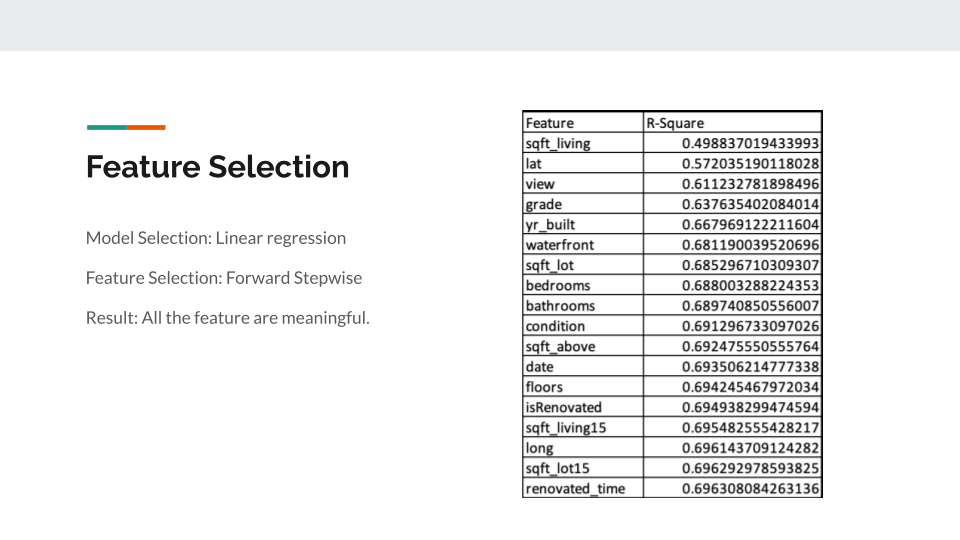 Feature Selection
Model Selection: Linear regression
Feature Selection: Forward Stepwise
Result: All the feature are meaningful.
Feature R-Square
sqft_living 0.498837019433993
lat 0.572035190118028
view 0.611232781898496
grade 0.637635402084014
yr_built 0.667969122211604
waterfront 0.681190039520696
sqft_lot 0.685296710309307
bedrooms 0.688003288224353
bathrooms 0.689740850556007
condition 0.691296733097026
sqft_above 0.692475550555764
date 0.693506214777338
floors 0.694245467972034
isRenovated 0.694938299474594
sqft_living15 0.695482555428217
long 0.696143709124282
sqft_lot15 0.696292978593825
renovated_time 0.696308084263136